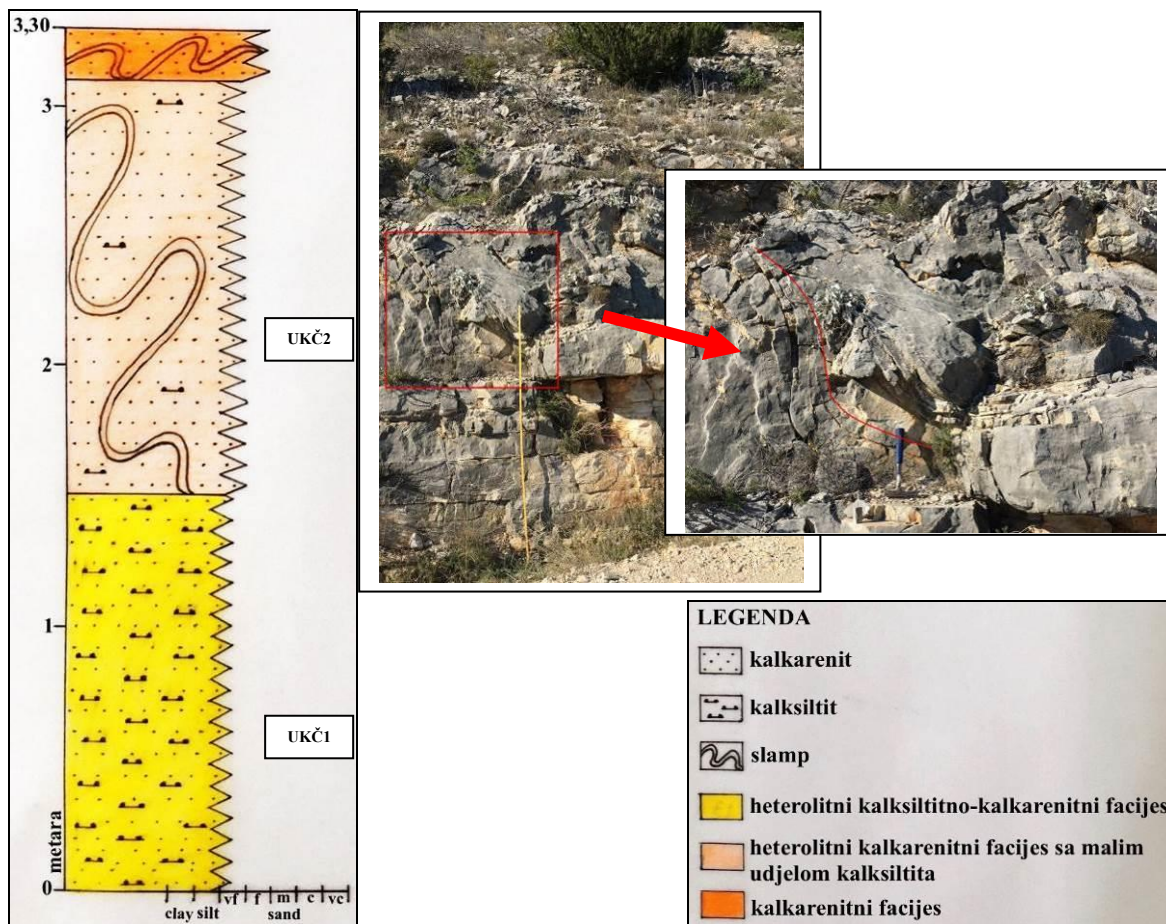 3,30
3
2
1
0
metara
UKČ2
UKČ1
clay silt vf f m c vc
sand
LEGENDA
kalkarenit
kalksiltit
slamp
heterolitni kalksiltitno-kalkarenitni facijes
heterolitni kalkarenitni facijes sa malim
udjelom kalksiltita
kalkarenitni facijes